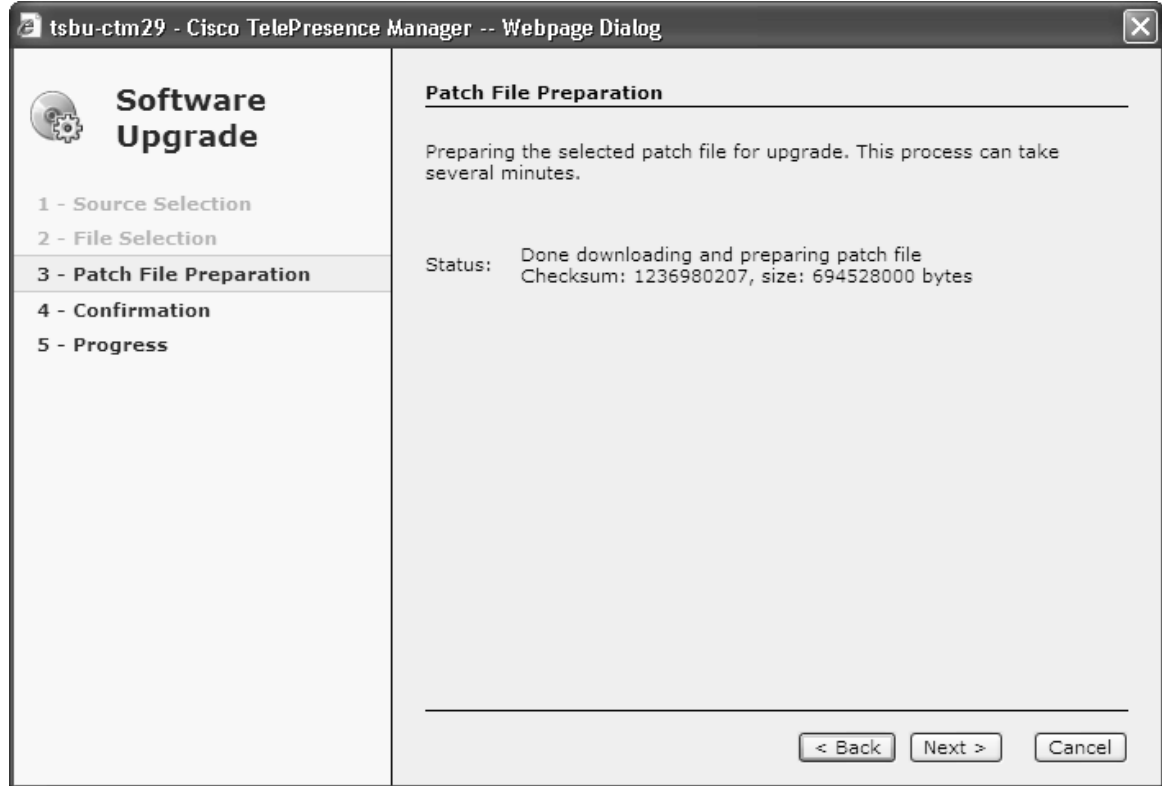 tsbu-ctm29 - Cisco TelePresence Manager -- Webpage Dialog
Software
Upgrade
1 - Source Selection
2 - File Selection
3 - Patch File Preparation
4 - Confirmation
5 - Progress
Patch File Preparation
Preparing the selected patch file for upgrade. This process can take
several minutes.
Status:
Done downloading and preparing patch file
Checksum: 1236980207, size: 694528000 bytes
< Back
Next >
Cancel